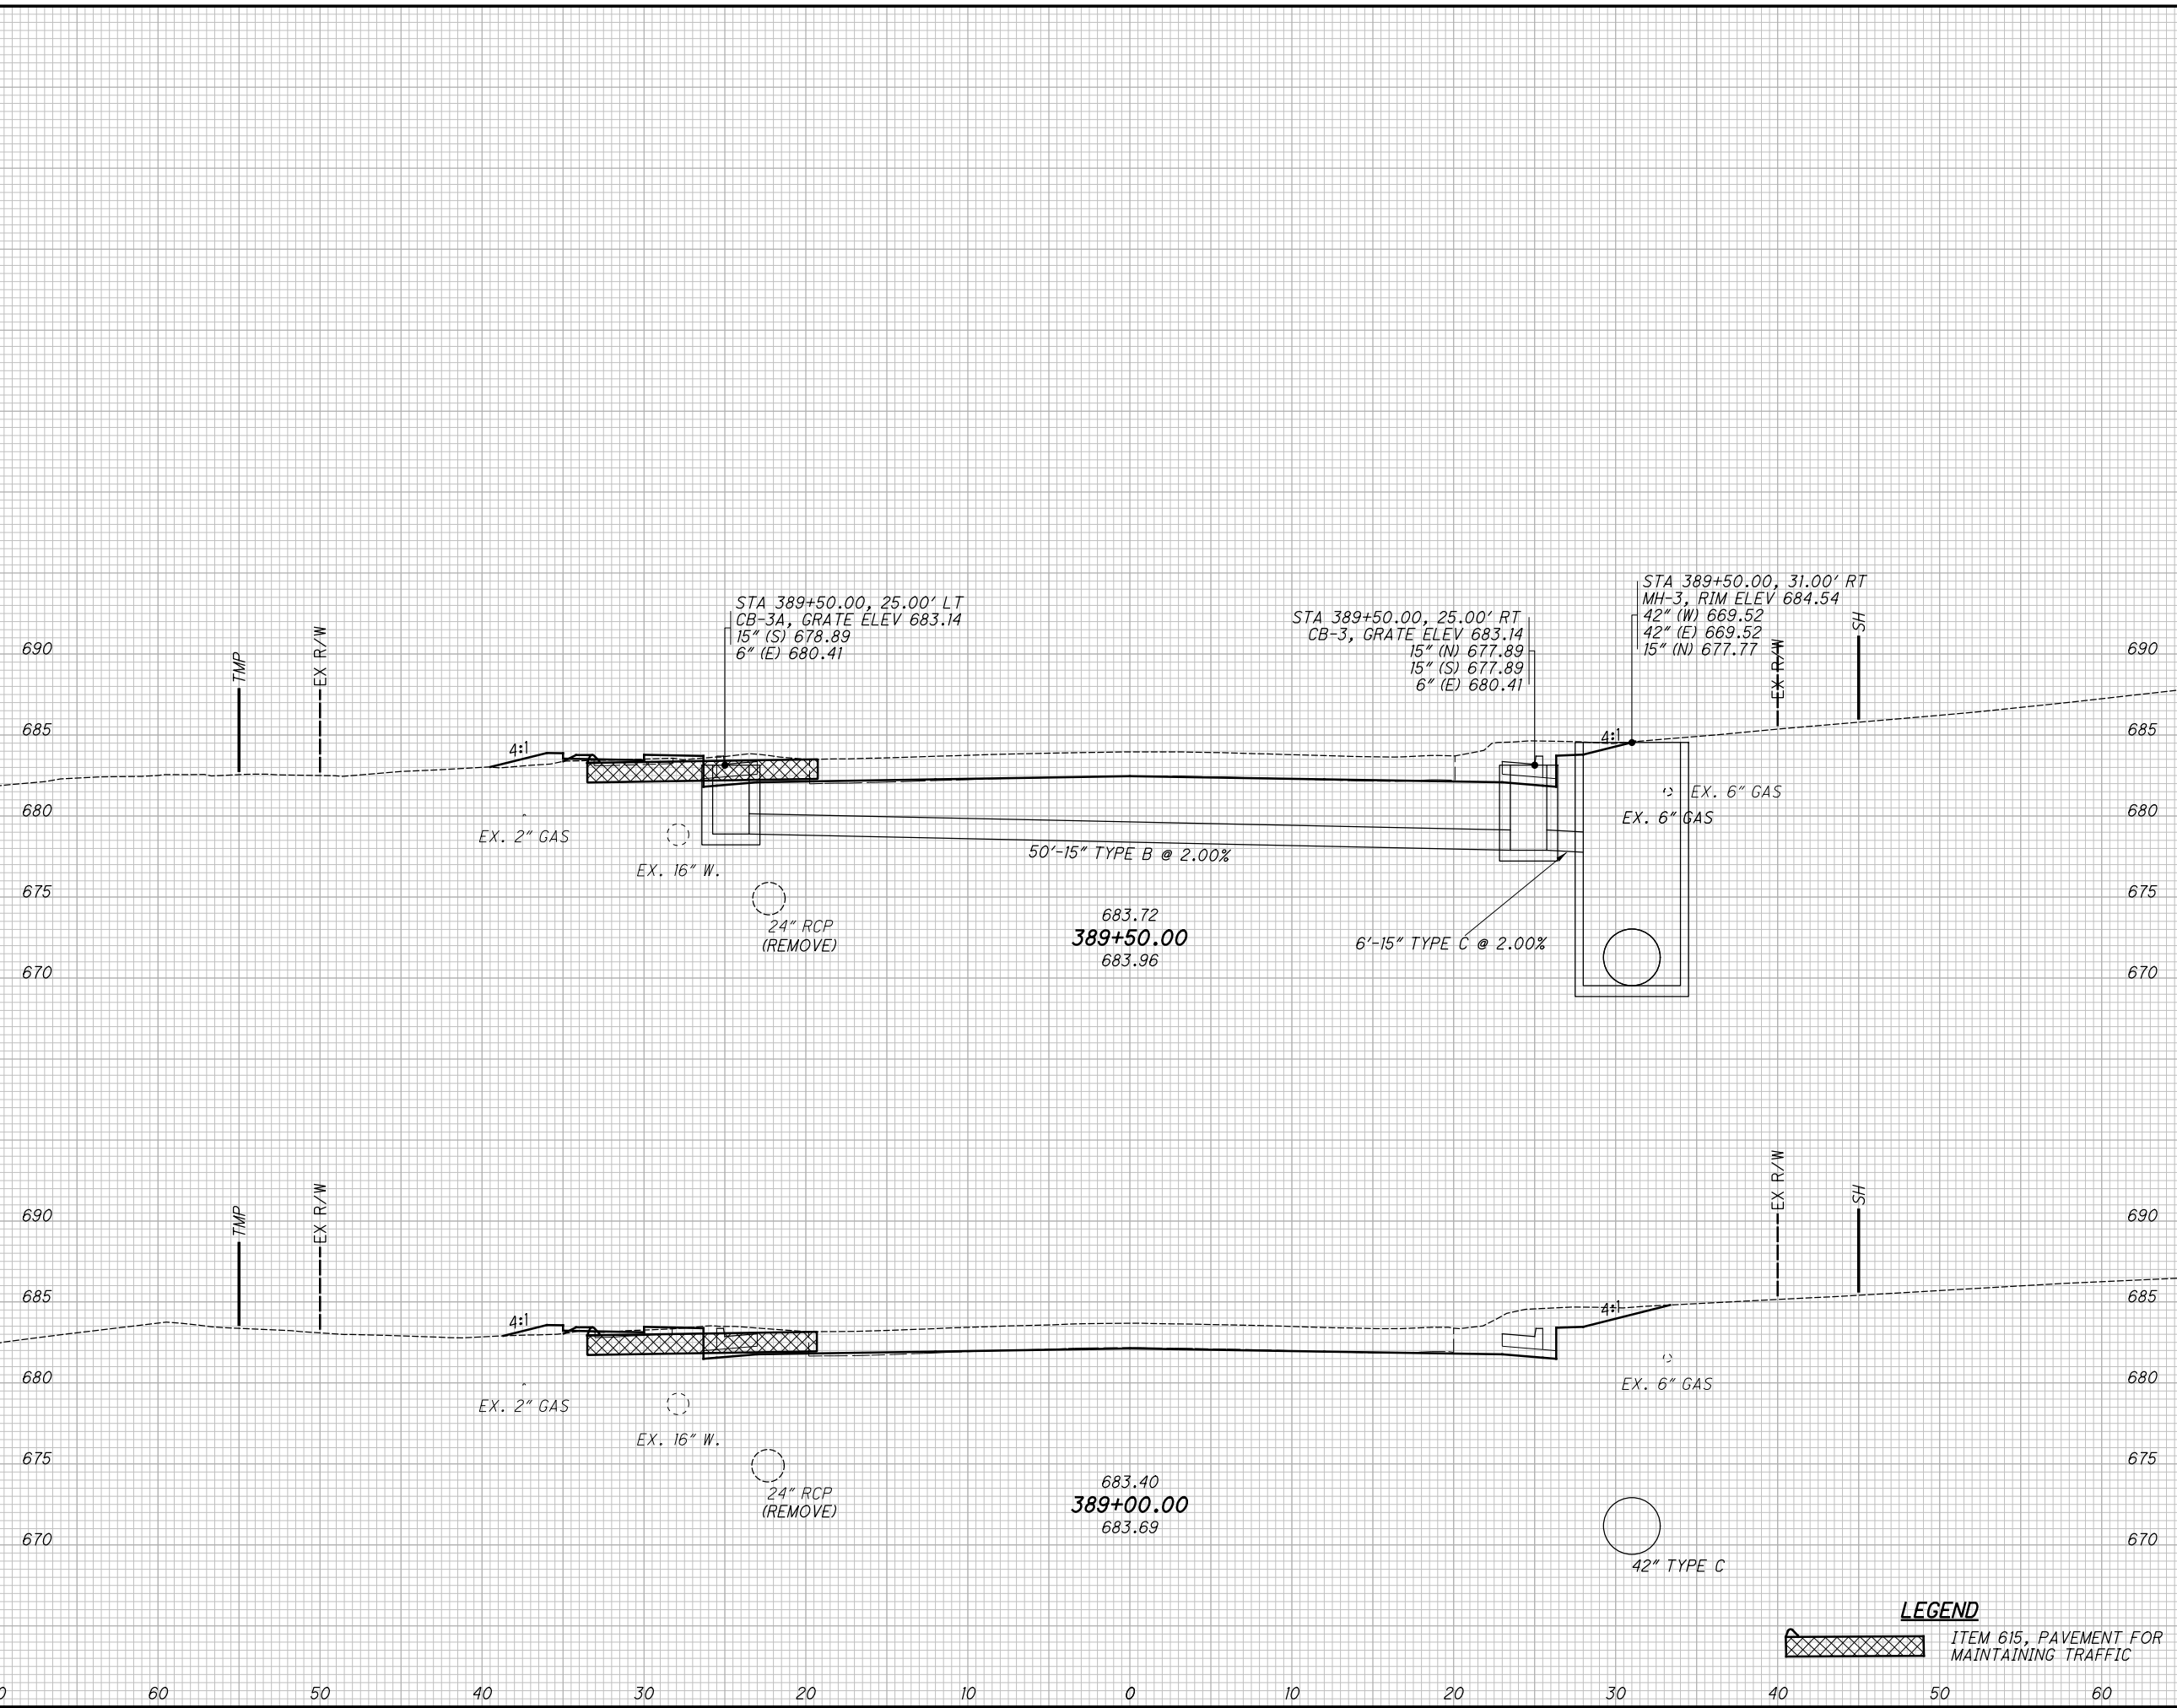 STA 389+50.00, 25.00' LT
CB-3A, GRATE ELEV 683.14
15" (S) 678.89
6" (E) 680.41
STA 389+50.00, 25.00' RT
CB-3, GRATE ELEV 683.14
15" (N) 677.89
15" (S) 677.89
6" (E) 680.41
STA 389+50.00, 31.00' RT
MH-3, RIM ELEV 684.54
42" (W) 669.52
42" (E) 669.52
15" (N) 677.77
TMP
EX R/W
EX R/W
SH
690
690
685
685
680
680
675
675
670
670
4:1
4:1
EX. 2" GAS
EX. 16" W.
24" RCP
(REMOVE)
50'-15" TYPE B @ 2.00%
6'-15" TYPE C @ 2.00%
EX. 6" GAS
EX. 6" GAS
683.72
389+50.00
683.96
TMP
EX R/W
EX R/W
SH
690
690
685
685
680
680
675
675
670
670
4:1
4:1
EX. 2" GAS
EX. 16" W.
24" RCP
(REMOVE)
EX. 6" GAS
683.40
389+00.00
683.69
42" TYPE C
LEGEND
ITEM 615, PAVEMENT FOR
MAINTAINING TRAFFIC
60 50 40 30 20 10 0 10 20 30 40 50 60